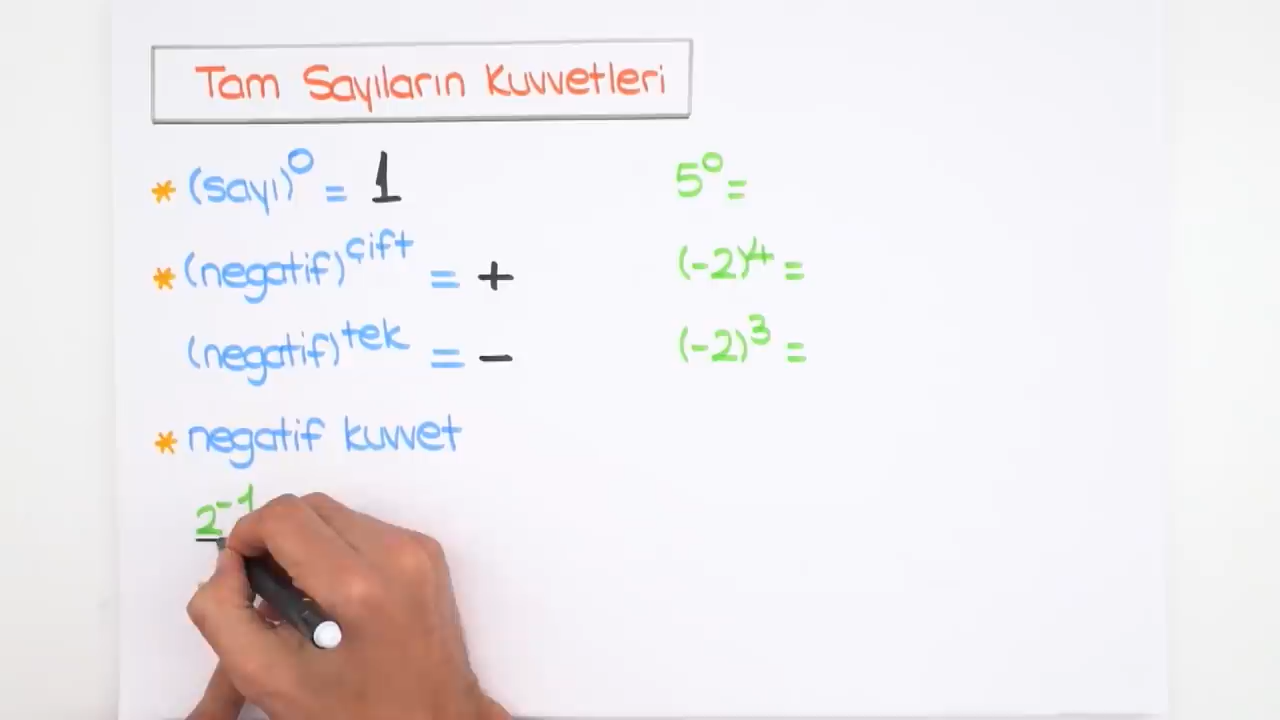 Tam Sayıların Kuvvetleri
* (sayı)⁰ = 1
5⁰ =
* (negatif)^çift = +
(-2)⁴ =
(negatif)^tek = -
(-2)³ =
* negatif kuvvet
2⁻¹